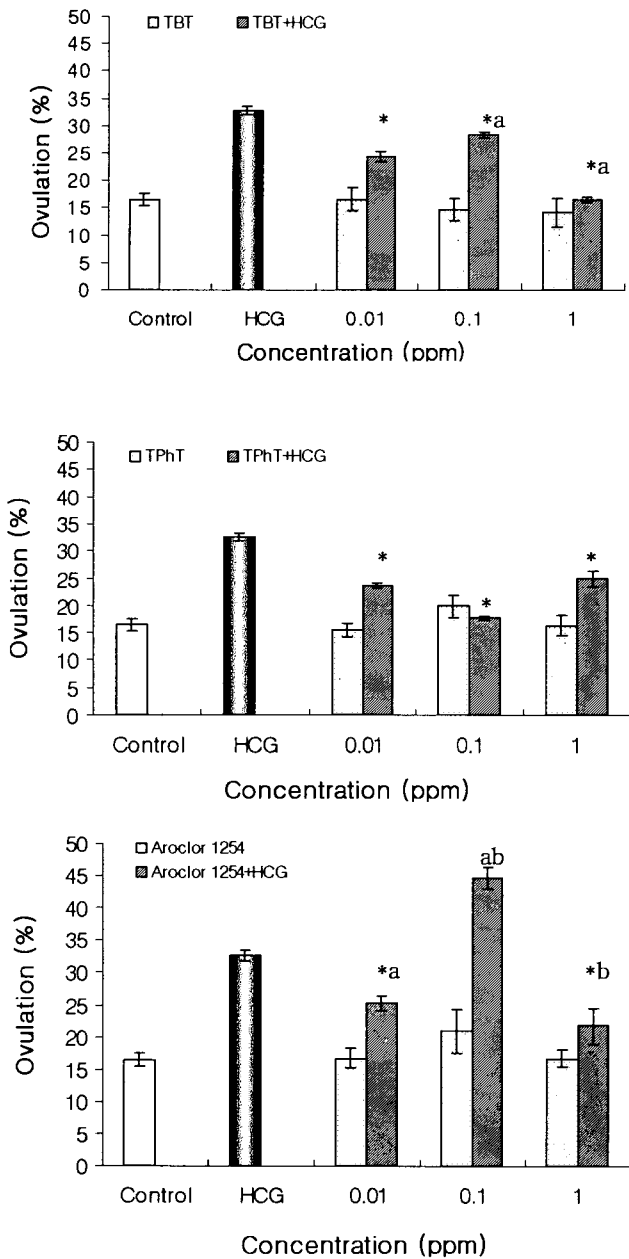 50
45
40
35
30
25
20
15
10
5
0
Ovulation (%)
TBT TBT+HCG
* *a *a
Control HCG 0.01 0.1 1
Concentration (ppm)
50
45
40
35
30
25
20
15
10
5
0
Ovulation (%)
TPhT TPhT+HCG
* * *
Control HCG 0.01 0.1 1
Concentration (ppm)
50
45
40
35
30
25
20
15
10
5
0
Ovulation (%)
Aroclor 1254
Aroclor 1254+HCG
*a ab *b
Control HCG 0.01 0.1 1
Concentration (ppm)